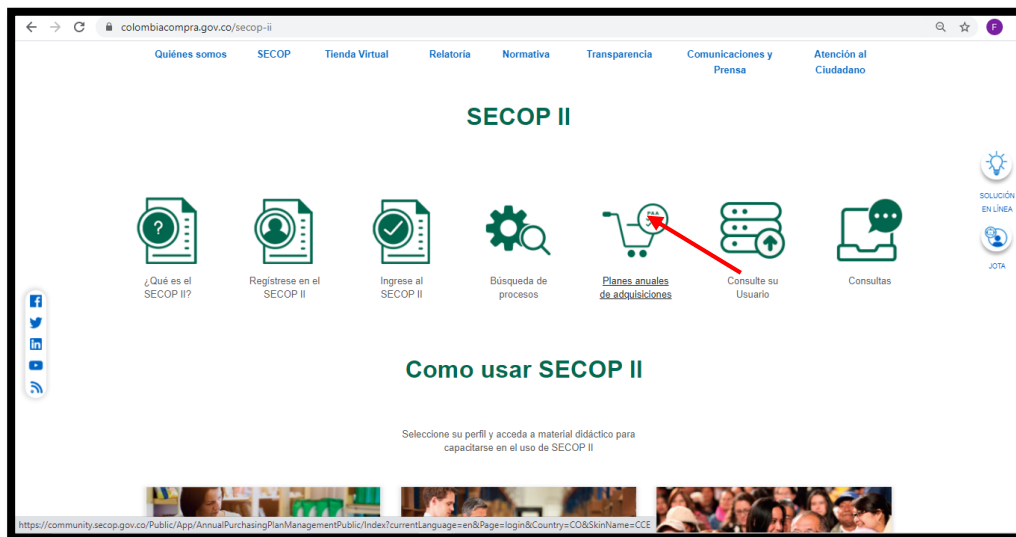 colombiacompra.gov.co/secop-ii
F
Quiénes somos
SECOP
Tienda Virtual
Relatoría
Normativa
Transparencia
Comunicaciones y
Prensa
Atención al
Ciudadano
SECOP II
SOLUCIÓN
EN LÍNEA
JOTA
?
PAA
¿Qué es el
SECOP II?
Regístrese en el
SECOP II
Ingrese al
SECOP II
Búsqueda de
procesos
Planes anuales
de adquisiciones
Consulte su
Usuario
Consultas
Como usar SECOP II
Seleccione su perfil y acceda a material didáctico para
capacitarse en el uso de SECOP II
https://community.secop.gov.co/Public/App/AnnualPurchasingPlanManagementPublic/Index?currentLanguage=en&Page=login&Country=CO&SkinName=CCE